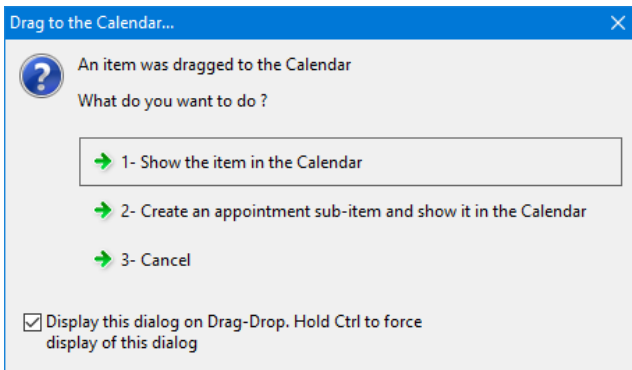 Drag to the Calendar...
An item was dragged to the Calendar
What do you want to do ?
1- Show the item in the Calendar
2- Create an appointment sub-item and show it in the Calendar
3- Cancel
Display this dialog on Drag-Drop. Hold Ctrl to force
display of this dialog